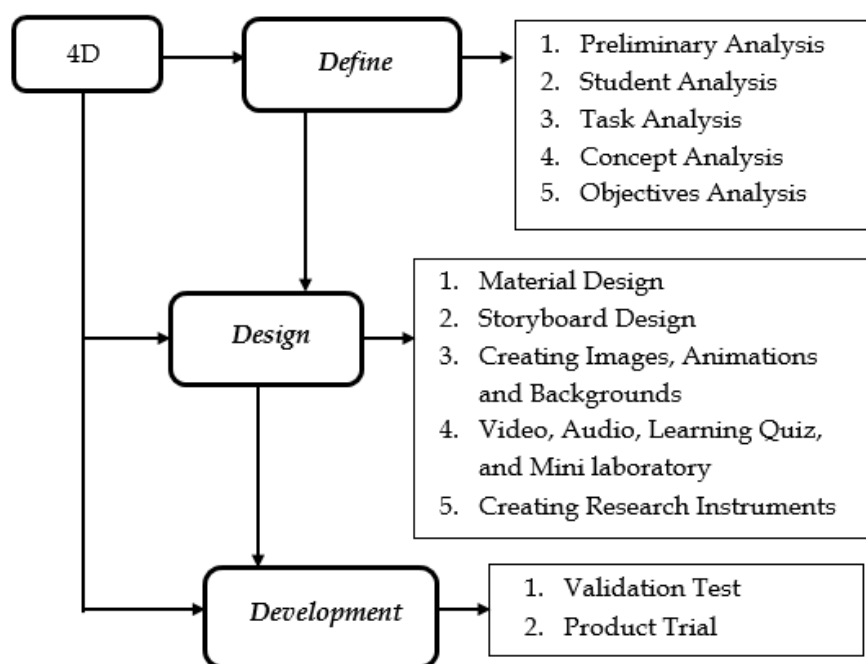 4D
Define
1. Preliminary Analysis
2. Student Analysis
3. Task Analysis
4. Concept Analysis
5. Objectives Analysis
Design
1. Material Design
2. Storyboard Design
3. Creating Images, Animations
and Backgrounds
4. Video, Audio, Learning Quiz,
and Mini laboratory
5. Creating Research Instruments
Development
1. Validation Test
2. Product Trial